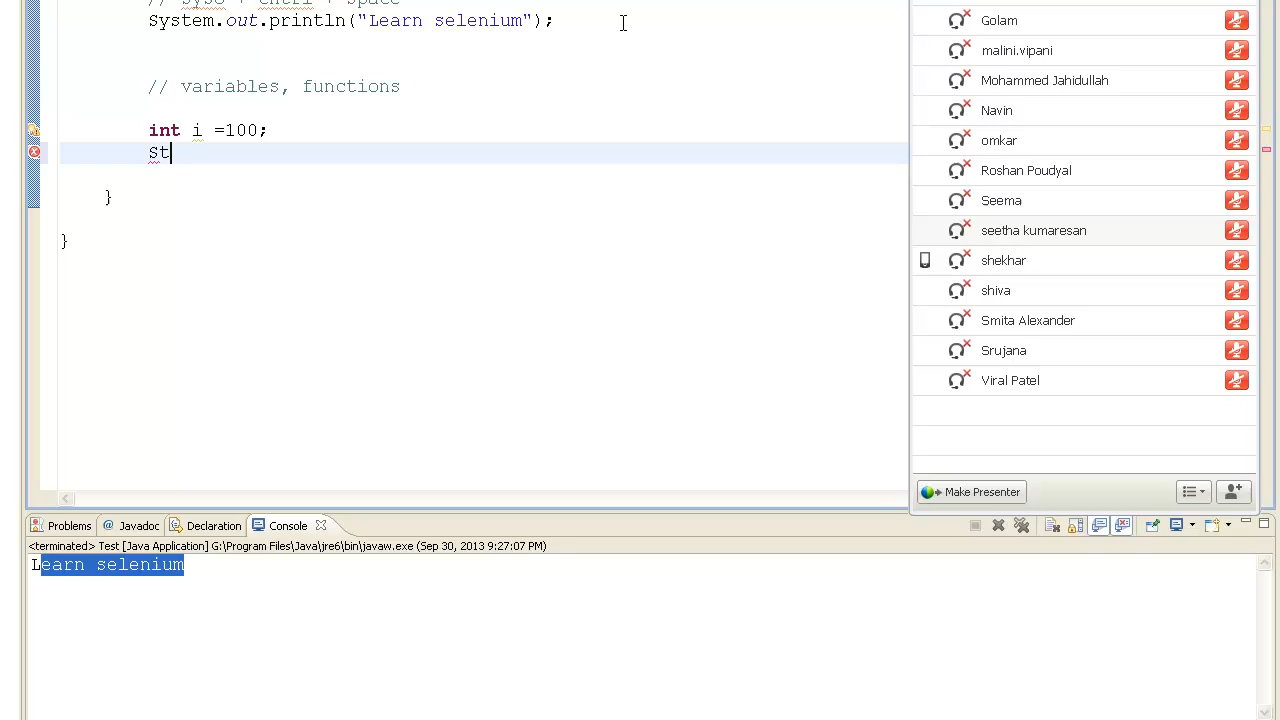 // syso + cntrl + space
System.out.println("Learn selenium");
// variables, functions
int i =100;
st
}
}
Golam
malini.vipani
Mohammed Jahidullah
Navin
omkar
Roshan Poudyal
Seema
seetha kumaresan
shekhar
shiva
Smita Alexander
Srujana
Viral Patel
Make Presenter
Problems @ Javadoc Declaration Console
<terminated> Test [Java Application] G:\Program Files\Java\jre6\bin\javaw.exe (Sep 30, 2013 9:27:07 PM)
Learn selenium